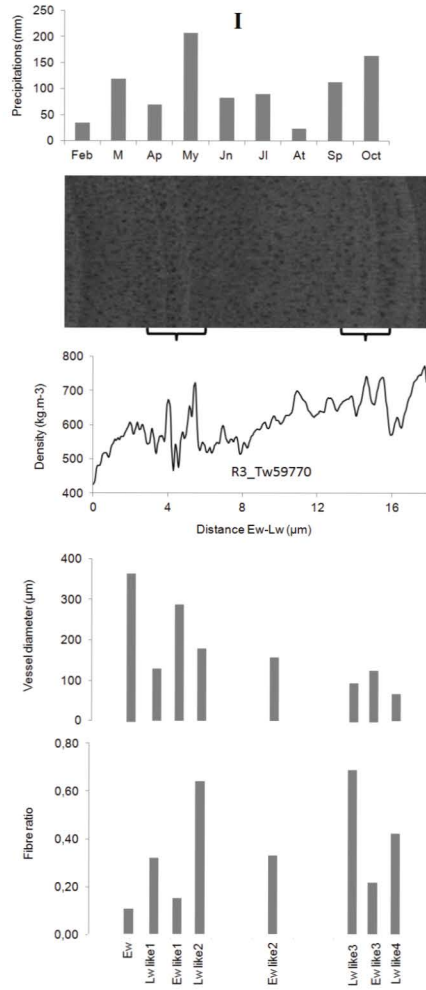 I
Precipitations (mm)
250
200
150
100
50
0
Feb M Ap My Jn Jl At Sp Oct
Density (kg.m-3)
800
700
600
500
400
R3_Tw59770
0 4 8 12 16
Distance Ew-Lw (µm)
Vessel diameter (µm)
400
300
200
100
0
Fibre ratio
0,80
0,60
0,40
0,20
0,00
Ew
Lw like1
Ew like1
Lw like2
Ew like2
Lw like3
Ew like3
Lw like4